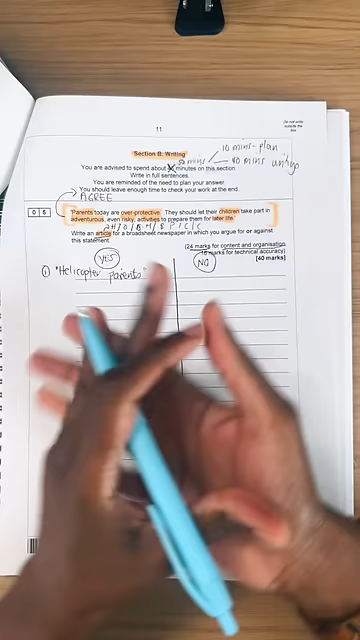 11
Do not write
outside the
box
10 mins - plan
50 mins
40 mins writing
Section B: Writing
You are advised to spend about minutes on this section.
Write in full sentences.
You are reminded of the need to plan your answer.
You should leave enough time to check your work at the end.
AGREE
0 5
'Parents today are over-protective. They should let their children take part in
adventurous, even risky, activities to prepare them for later life.'
Write an article for a broadsheet newspaper in which you argue for or against
this statement.
(24 marks for content and organisation
16 marks for technical accuracy)
[40 marks]
YES
NO
① "Helicopter parents"